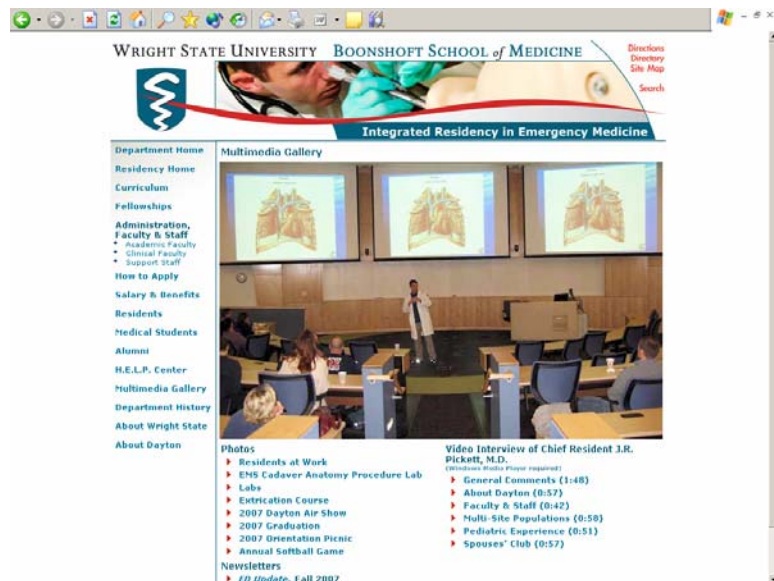 WRIGHT STATE UNIVERSITY BOONSHOFT SCHOOL of MEDICINE
Directions
Directory
Site Map
Search
Integrated Residency in Emergency Medicine
Department Home
Residency Home
Curriculum
Fellowships
Administration,
Faculty & Staff
Academic Faculty
Clinical Faculty
Support Staff
How to Apply
Salary & Benefits
Residents
Medical Students
Alumni
H.E.L.P. Center
Multimedia Gallery
Department History
About Wright State
About Dayton
Multimedia Gallery
Photos
Residents at Work
EMS Cadaver Anatomy Procedure Lab
Labs
Extrication Course
2007 Dayton Air Show
2007 Graduation
2007 Orientation Picnic
Annual Softball Game
Newsletters
ED Update, Fall 2007
Video Interview of Chief Resident J.R.
Pickett, M.D.
(Windows Media Player required)
General Comments (1:48)
About Dayton (0:57)
Faculty & Staff (0:42)
Multi-Site Populations (0:58)
Pediatric Experience (0:51)
Spouses' Club (0:57)